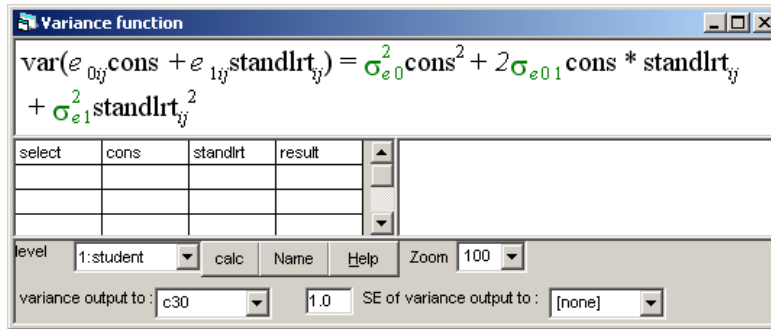 Variance function
var(e₀ᵢⱼcons + e₁ᵢⱼstandlrtᵢⱼ) = σ²ₑ₀cons² + 2σₑ₀₁cons * standlrtᵢⱼ
+ σ²ₑ₁standlrtᵢⱼ²
select cons standlrt result
level 1:student calc Name Help Zoom 100
variance output to : c30 1.0 SE of variance output to : [none]